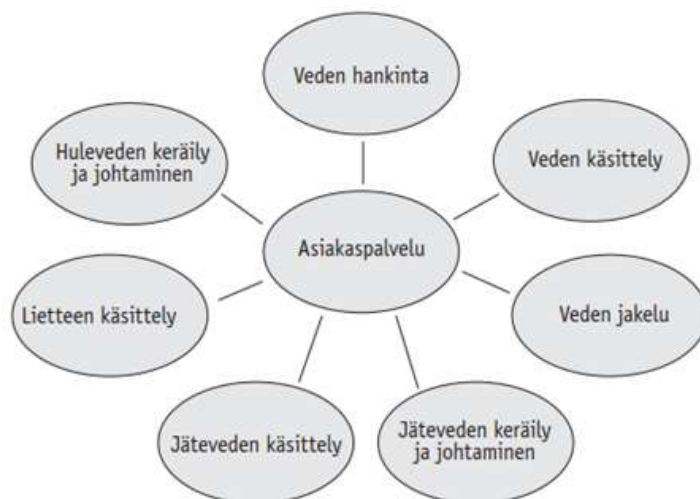 Veden hankinta
Huleveden keräily
ja johtaminen
Veden käsittely
Asiakaspalvelu
Lietteen käsittely
Veden jakelu
Jäteveden käsittely
Jäteveden keräily
ja johtaminen